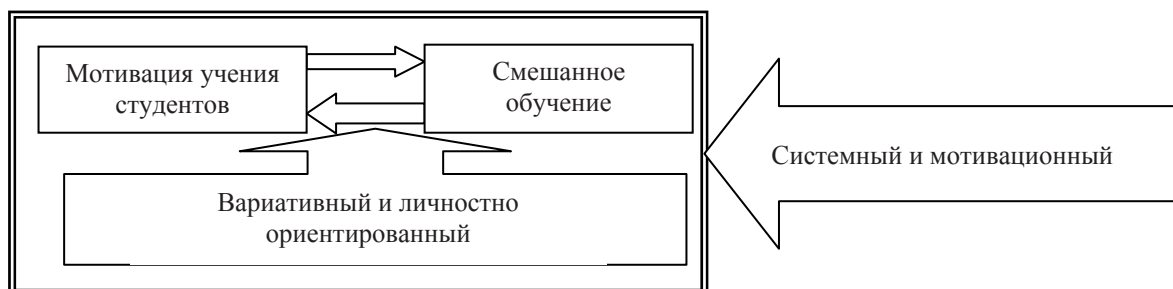 Мотивация учения
студентов
Смешанное
обучение
Системный и мотивационный
Вариативный и личностно
ориентированный